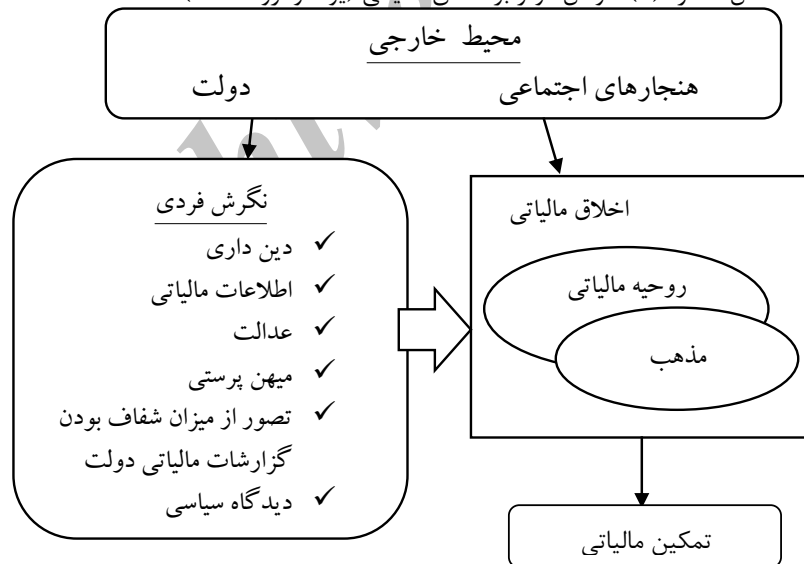 محیط خارجی
هنجارهای اجتماعی
دولت
نگرش فردی
✓ دین داری
✓ اطلاعات مالیاتی
✓ عدالت
✓ میهن پرستی
✓ تصور از میزان شفاف بودن
گزارشات مالیاتی دولت
✓ دیدگاه سیاسی
اخلاق مالیاتی
روحیه مالیاتی
مذهب
تمکین مالیاتی